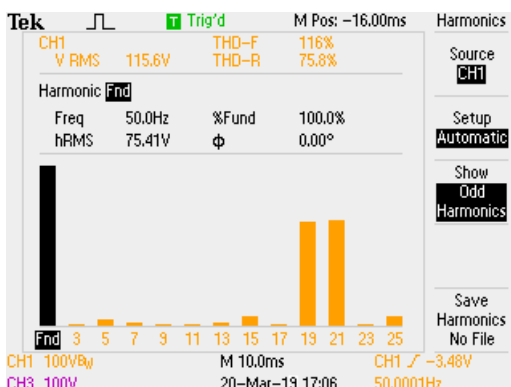 Tek Trig'd M Pos: -16.00ms Harmonics
CH1 THD-F 116%
V RMS 115.6V THD-R 75.8%
Source
CH1
Harmonic Fnd
Freq 50.0Hz %Fund 100.0%
hRMS 75.41V ϕ 0.00°
Setup
Automatic
Show
Odd
Harmonics
Save
Harmonics
No File
Fnd 3 5 7 9 11 13 15 17 19 21 23 25
CH1 100VBW M 10.0ms CH1 -3.48V
CH3 100V 20-Mar-19 17:06 50.0001Hz